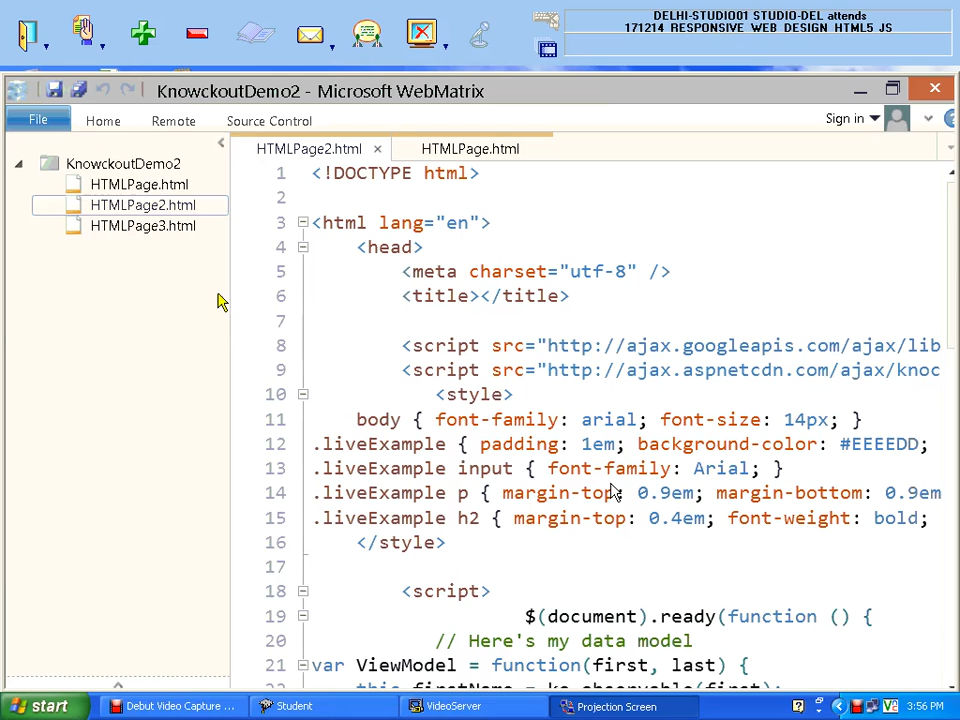 DELHI-STUDIO01 STUDIO-DEL attends
171214 RESPONSIVE WEB DESIGN HTML5 JS
KnowckoutDemo2 - Microsoft WebMatrix
File Home Remote Source Control
Sign in
KnowckoutDemo2
HTMLPage.html
HTMLPage2.html
HTMLPage3.html
HTMLPage2.html × HTMLPage.html
1 <!DOCTYPE html>
2
3 <html lang="en">
4 <head>
5 <meta charset="utf-8" />
6 <title></title>
7
8 <script src="http://ajax.googleapis.com/ajax/lib
9 <script src="http://ajax.aspnetcdn.com/ajax/knoc
10 <style>
11 body { font-family: arial; font-size: 14px; }
12 .liveExample { padding: 1em; background-color: #EEEEDD;
13 .liveExample input { font-family: Arial; }
14 .liveExample p { margin-top: 0.9em; margin-bottom: 0.9em
15 .liveExample h2 { margin-top: 0.4em; font-weight: bold;
16 </style>
17
18 <script>
19 $(document).ready(function () {
20 // Here's my data model
21 var ViewModel = function(first, last) {
22 this.firstName = ko.observable(first);
start Debut Video Capture ... Student VideoServer Projection Screen 3:56 PM